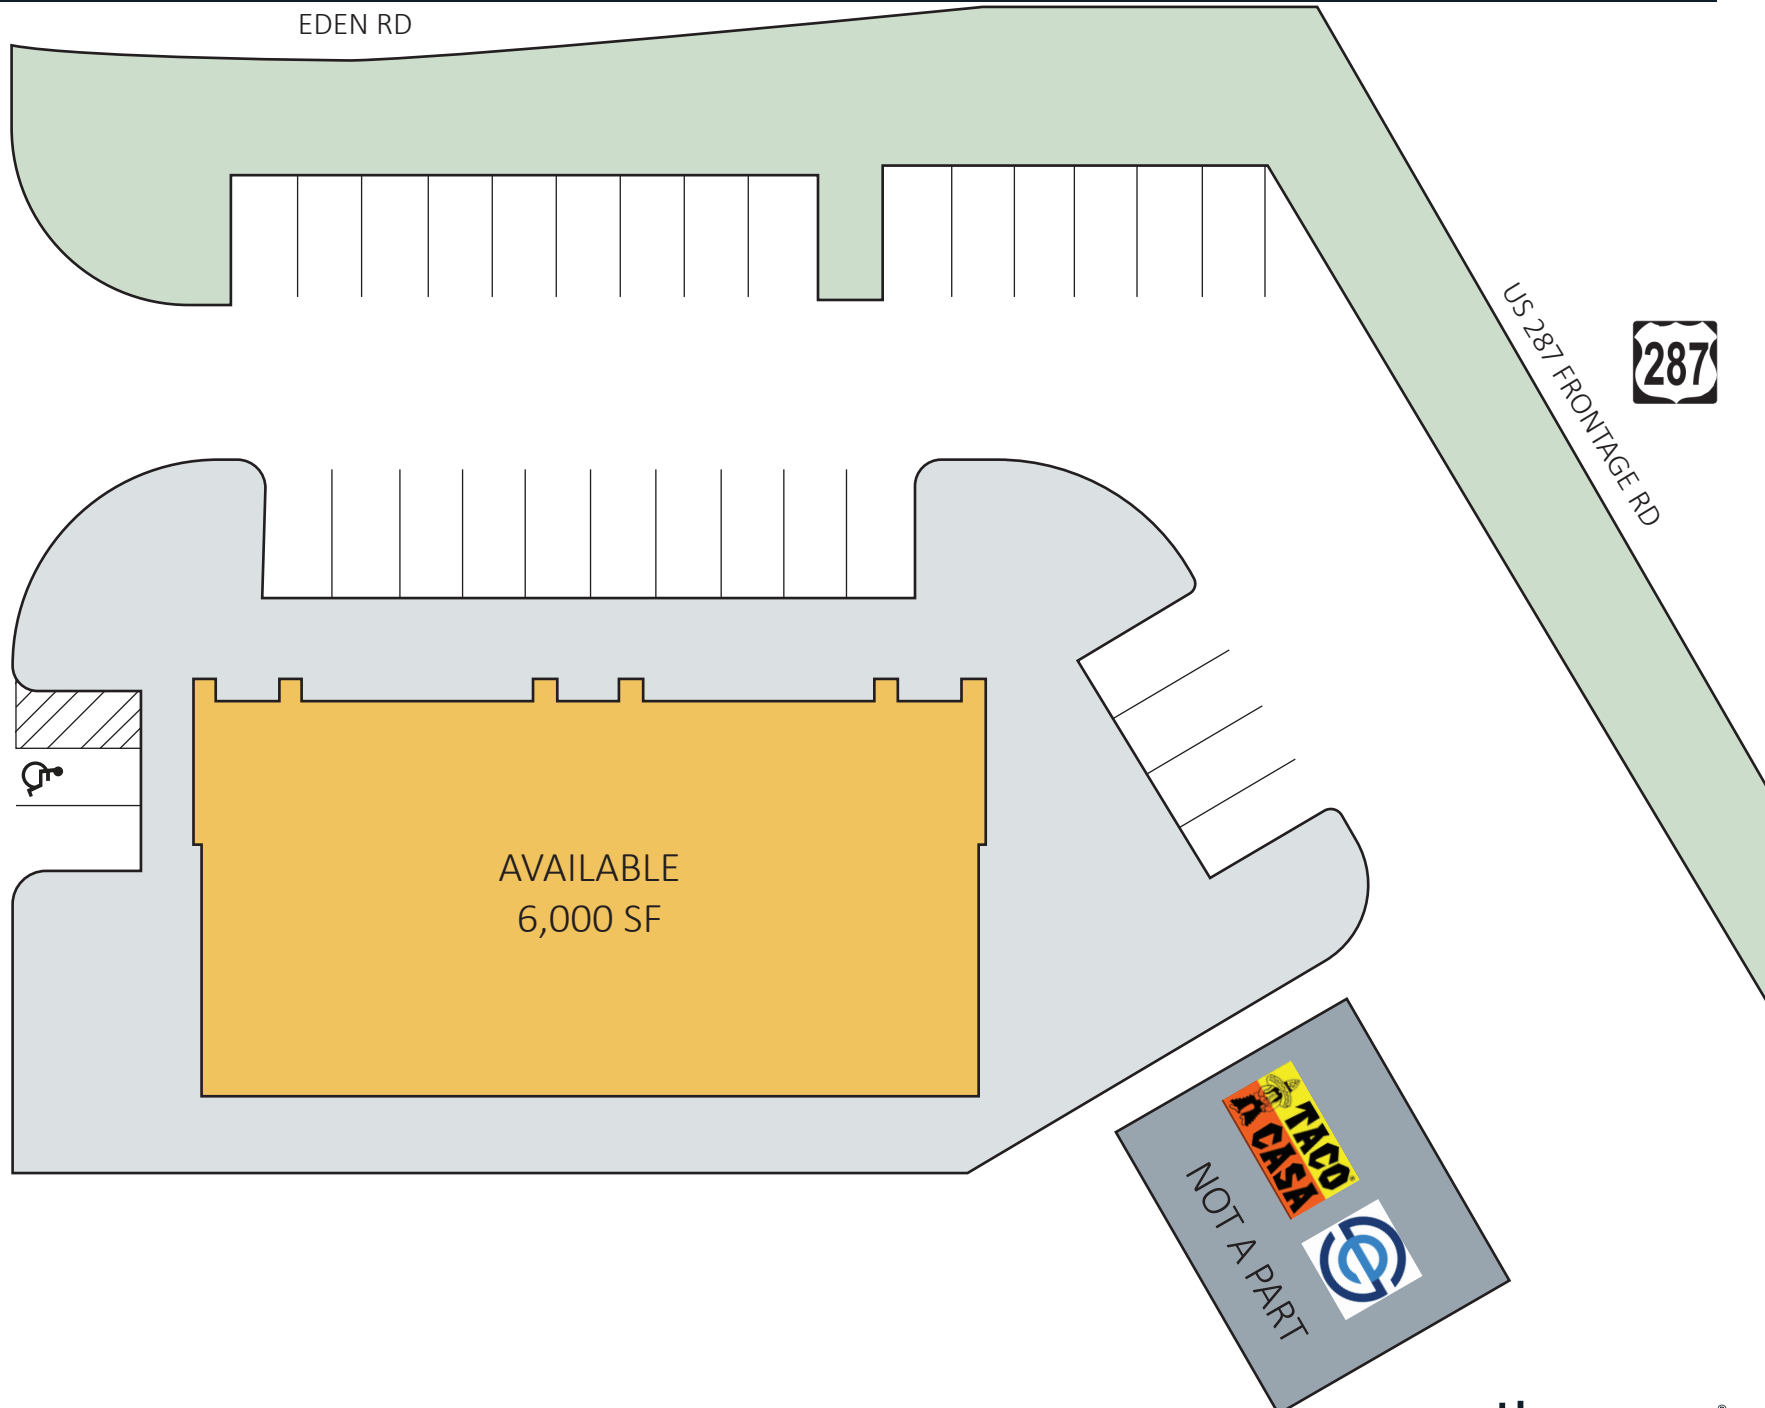 EDEN RD
US 287 FRONTAGE RD
287
AVAILABLE
6,000 SF
TACO
CASA
NOT A PART